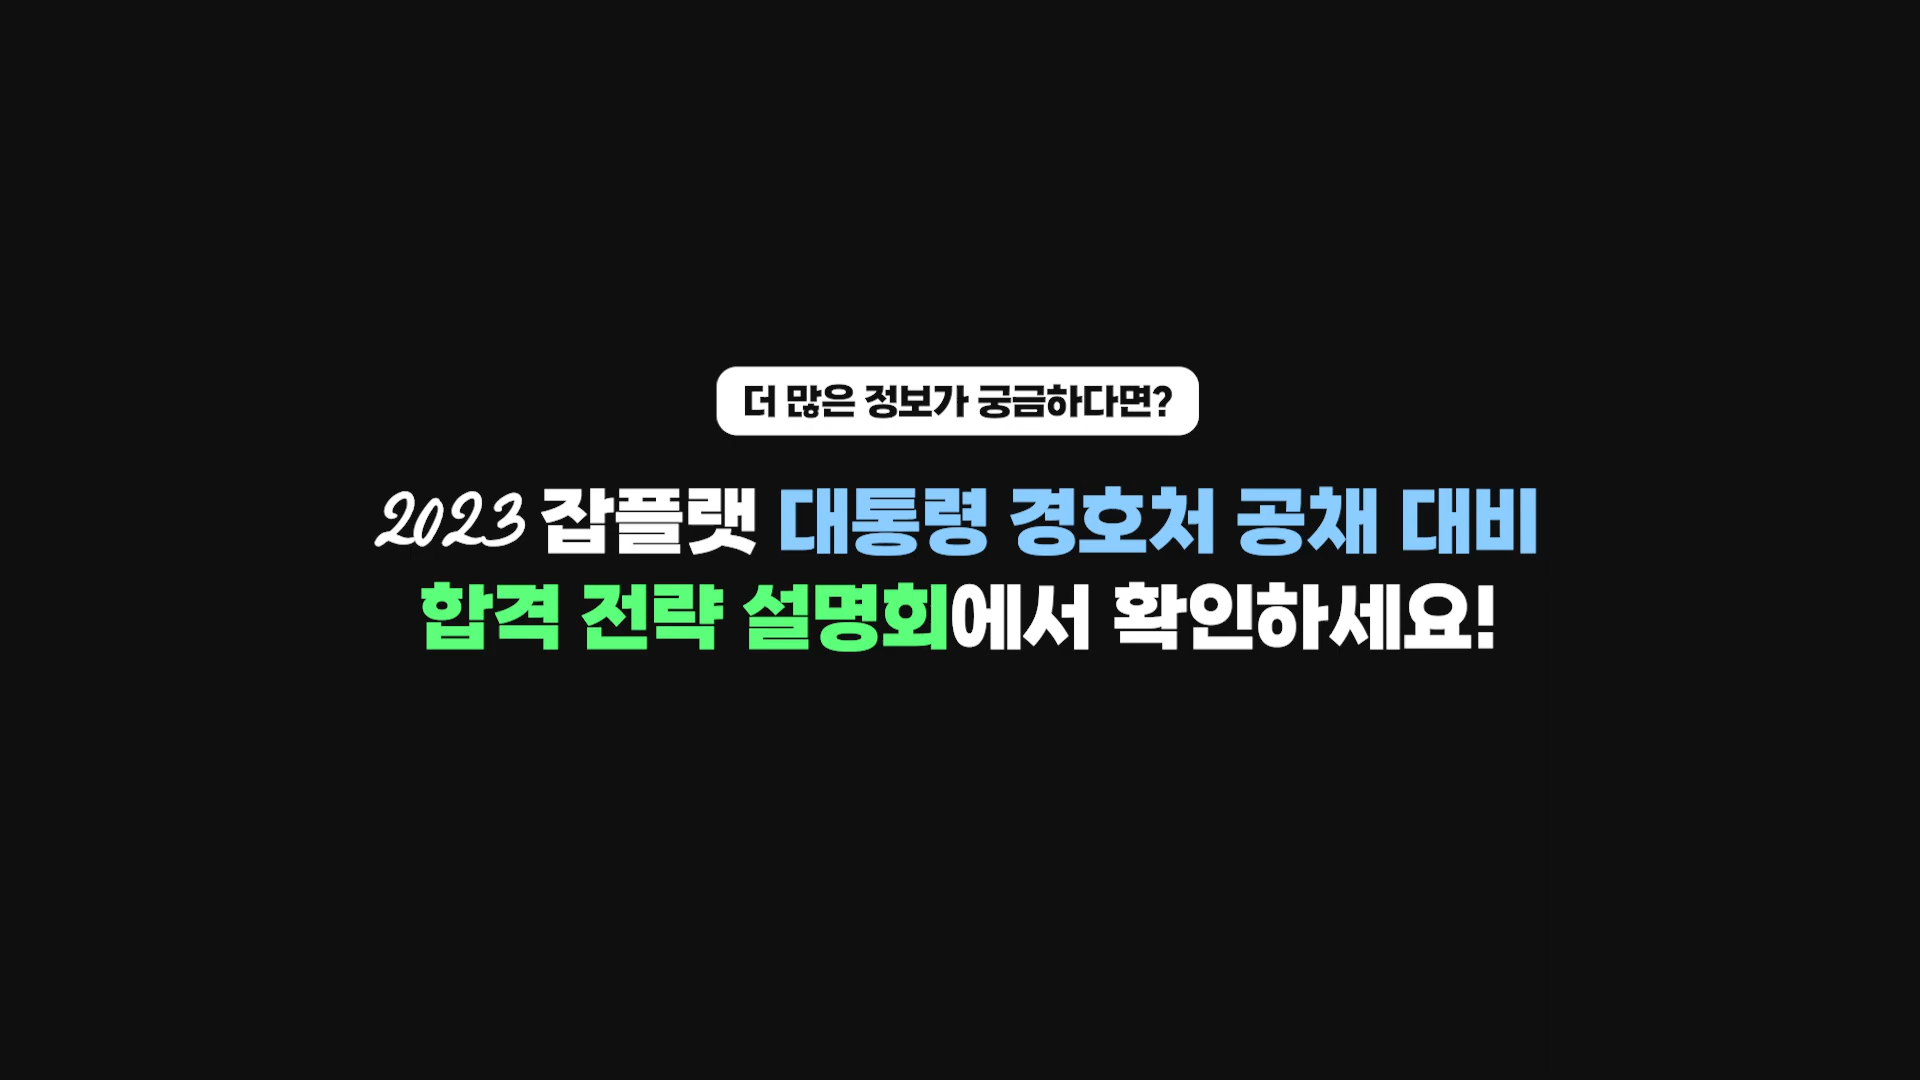 더 많은 정보가 궁금하다면?
2023 잡플랫 대통령 경호처 공채 대비
합격 전략 설명회에서 확인하세요!